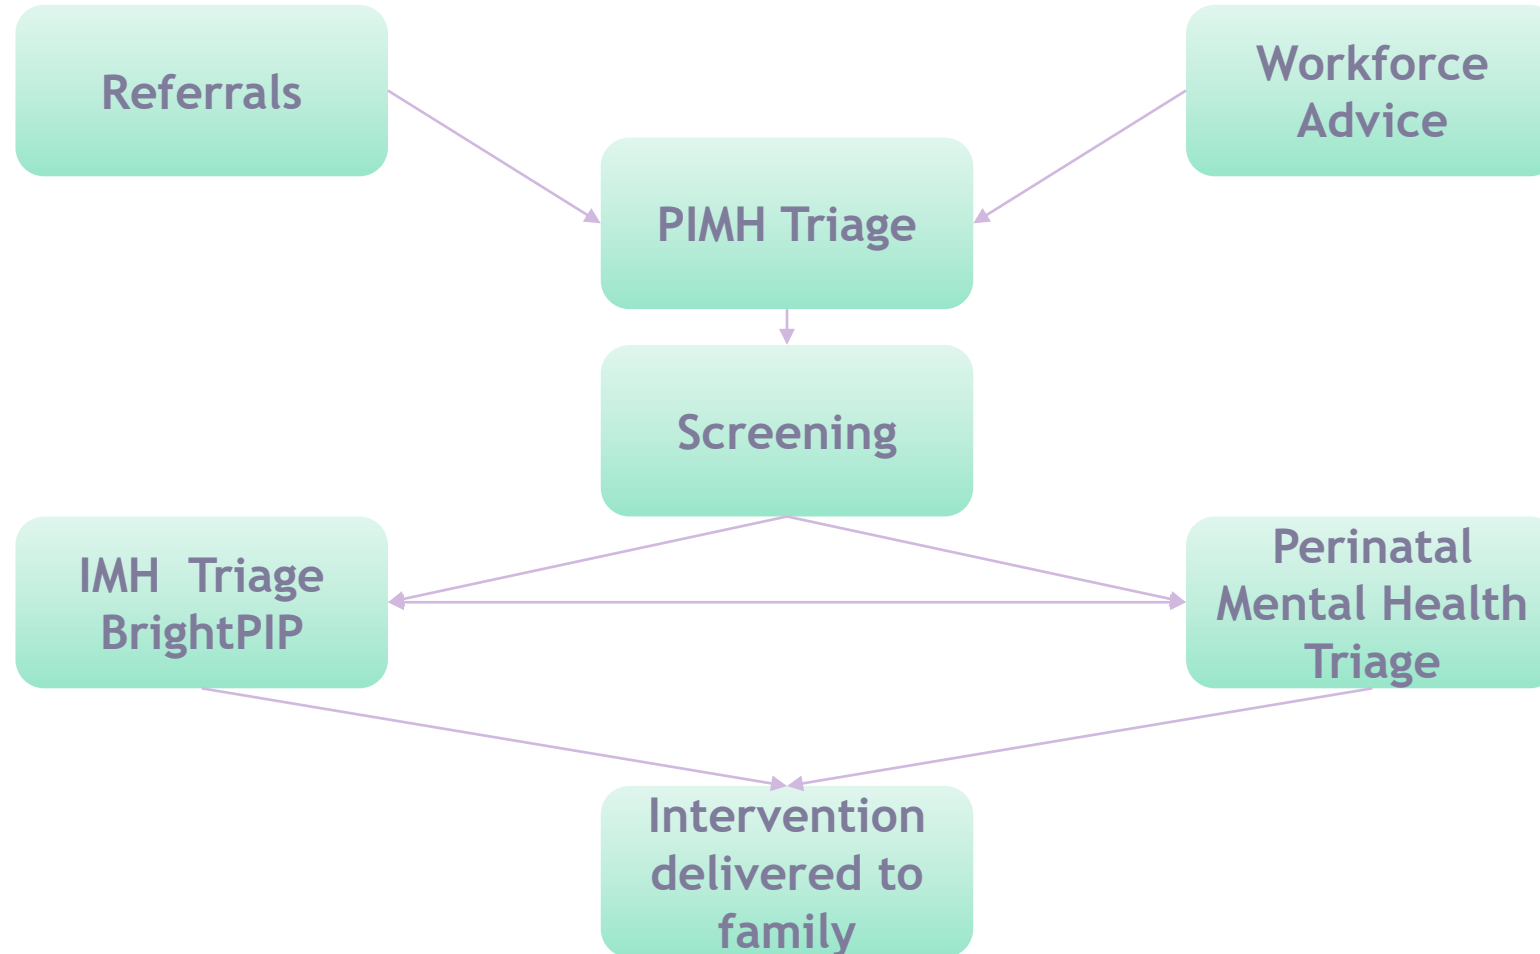 Referrals
Workforce
Advice
PIMH Triage
Screening
IMH  Triage
BrightPIP
Perinatal
Mental Health
Triage
Intervention
delivered to
family